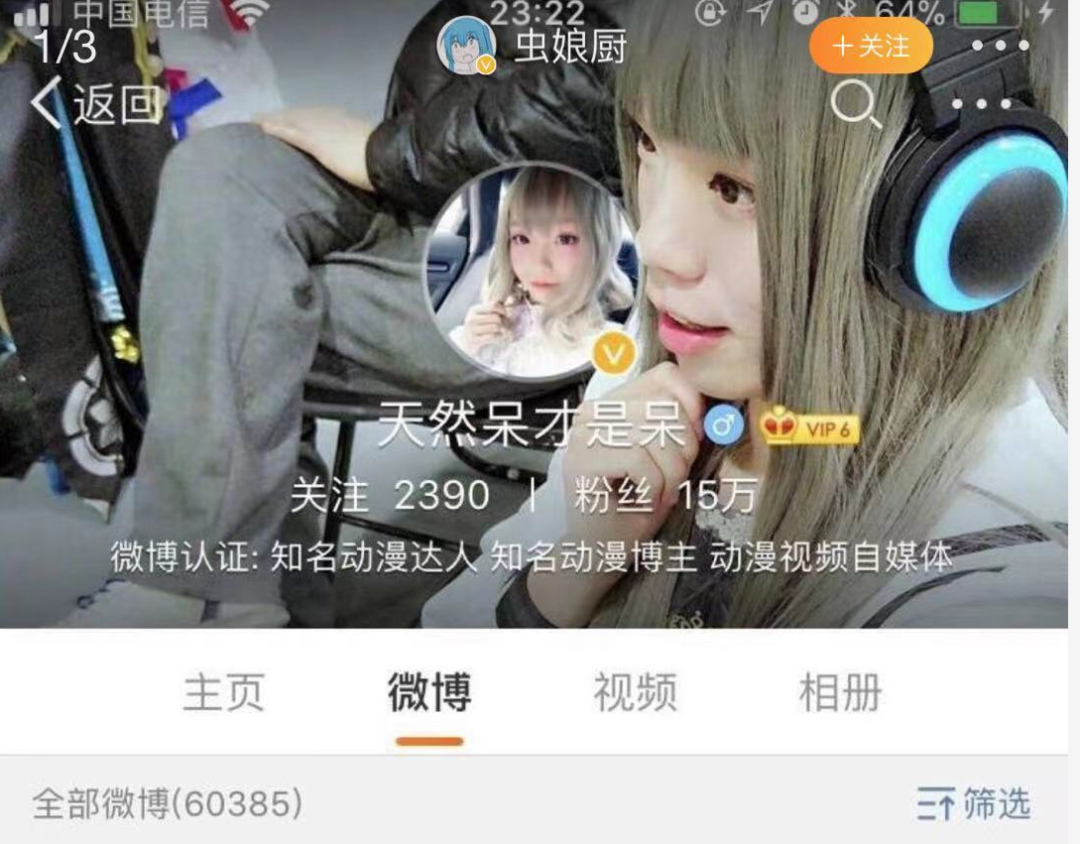 中国电信 23:22 64%
1/3 虫娘厨 +关注
返回
天然呆才是呆 VIP 6
关注 2390 | 粉丝 15万
微博认证: 知名动漫达人 知名动漫博主 动漫视频自媒体
主页 微博 视频 相册
全部微博(60385) 筛选